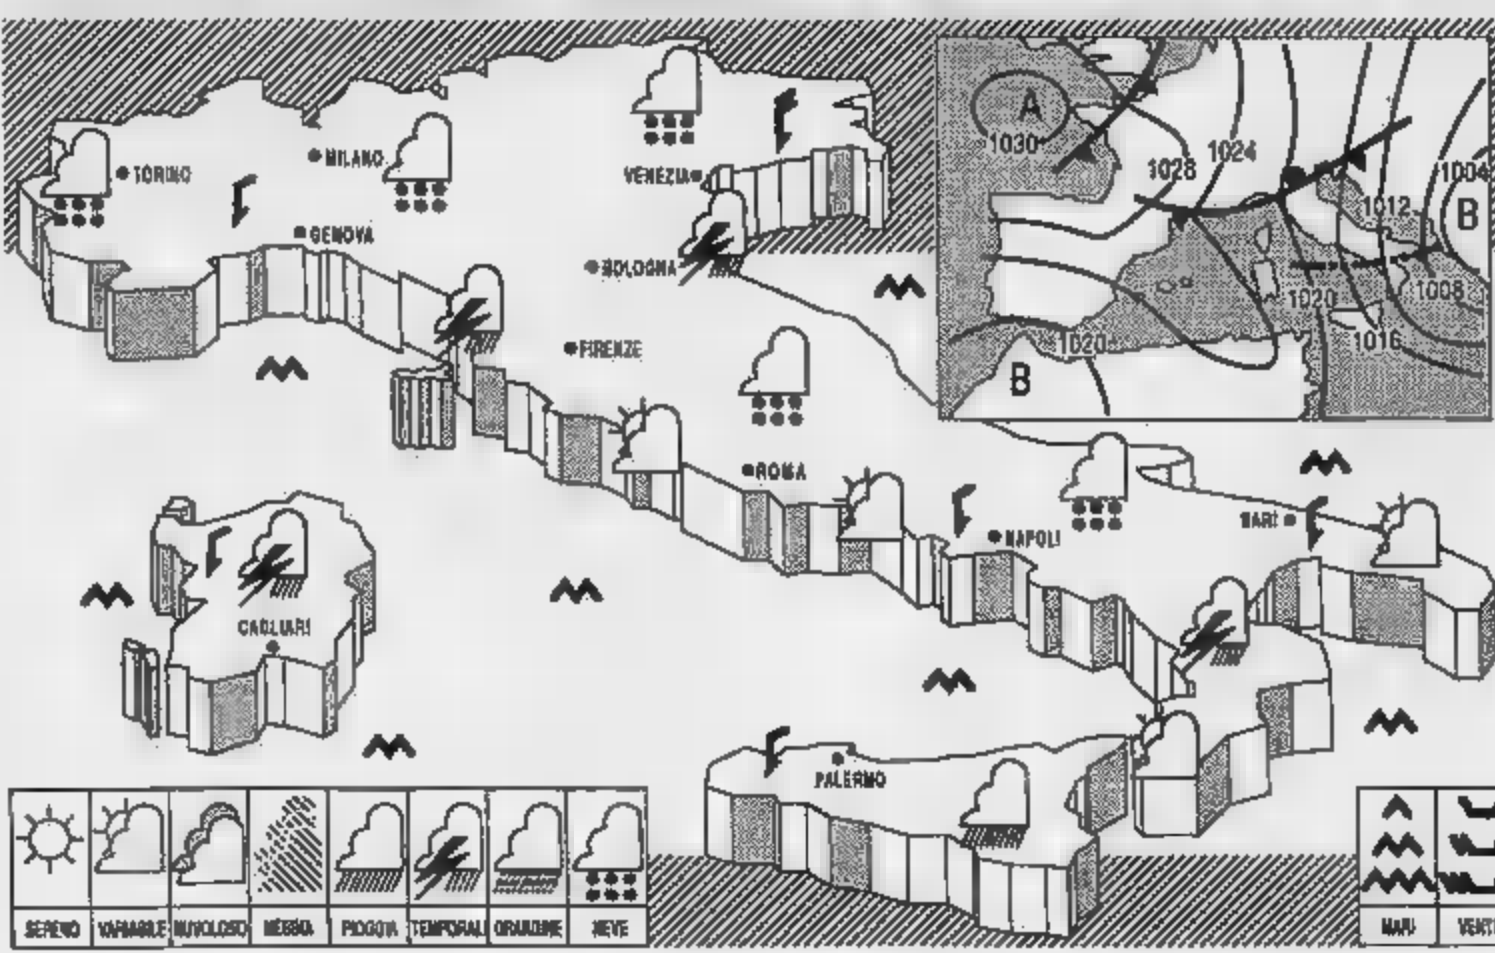 A
1030
1028
1024
1004
B
1012
1020
1008
1016
1020
B
TORINO
MILANO
VENEZIA
GENOVA
BOLOGNA
FIRENZE
ROMA
NAPOLI
BARI
CAGLIARI
PALERMO
SERENO VARIABILE NUVOLOSO NEBBIA PIOGGIA TEMPORALI GRANDINE NEVE
MARI VENTI